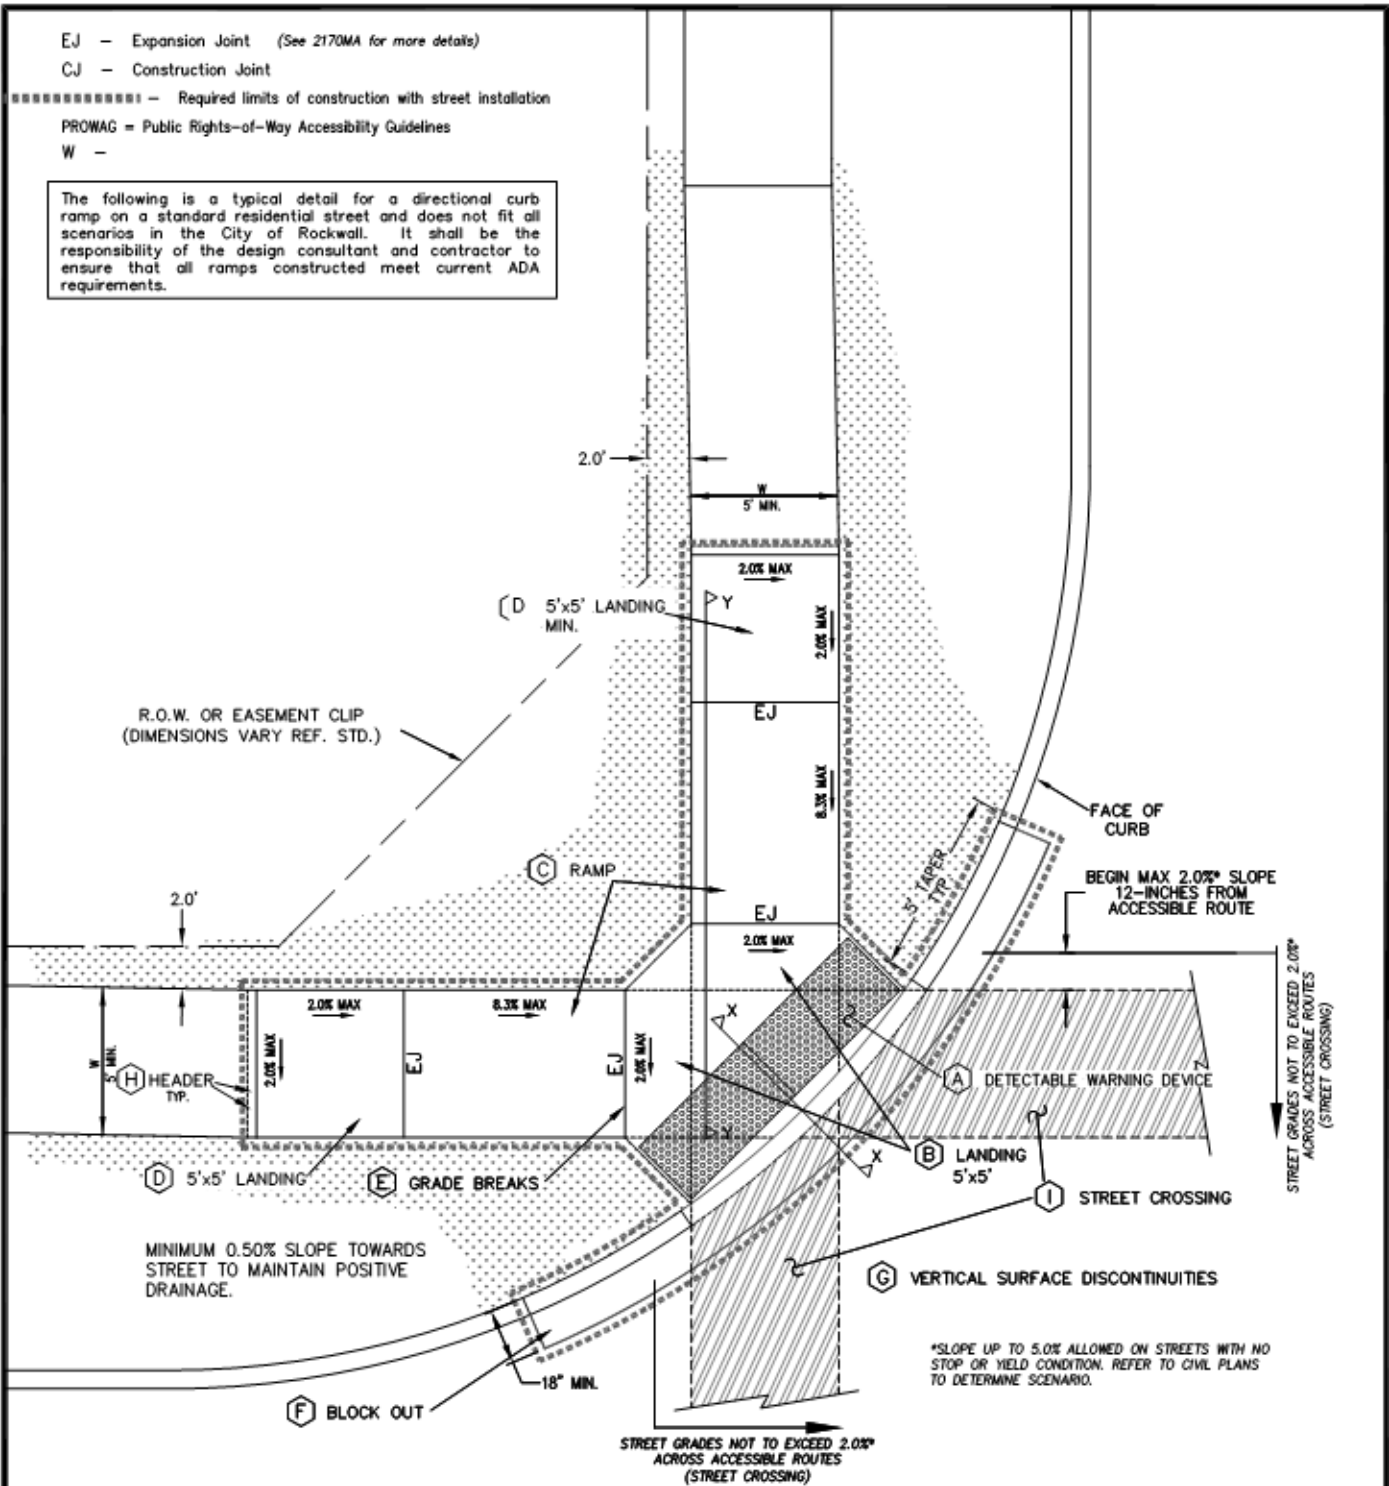 EJ – Expansion Joint (See 2170MA for more details)
CJ – Construction Joint
– Required limits of construction with street installation
PROWAG = Public Rights-of-Way Accessibility Guidelines
W –
The following is a typical detail for a directional curb
ramp on a standard residential street and does not fit all
scenarios in the City of Rockwall. It shall be the
responsibility of the design consultant and contractor to
ensure that all ramps constructed meet current ADA
requirements.
2.0'
W
5' MIN.
2.0% MAX
D 5'x5' LANDING
MIN.
Y
2.0% MAX
EJ
R.O.W. OR EASEMENT CLIP
(DIMENSIONS VARY REF. STD.)
8.3% MAX
FACE OF
CURB
5' TAPER
TYP.
C RAMP
BEGIN MAX 2.0%* SLOPE
12-INCHES FROM
ACCESSIBLE ROUTE
2.0'
EJ
2.0% MAX
STREET GRADES NOT TO EXCEED 2.0%*
ACROSS ACCESSIBLE ROUTES
(STREET CROSSING)
2.0% MAX
8.3% MAX
X
W
5' MIN.
H HEADER
TYP.
2.0% MAX
EJ
EJ
2.0% MAX
A DETECTABLE WARNING DEVICE
Y
X
B LANDING
5'x5'
D 5'x5' LANDING
E GRADE BREAKS
I STREET CROSSING
MINIMUM 0.50% SLOPE TOWARDS
STREET TO MAINTAIN POSITIVE
DRAINAGE.
G VERTICAL SURFACE DISCONTINUITIES
*SLOPE UP TO 5.0% ALLOWED ON STREETS WITH NO
STOP OR YIELD CONDITION. REFER TO CIVIL PLANS
TO DETERMINE SCENARIO.
18" MIN.
F BLOCK OUT
STREET GRADES NOT TO EXCEED 2.0%*
ACROSS ACCESSIBLE ROUTES
(STREET CROSSING)